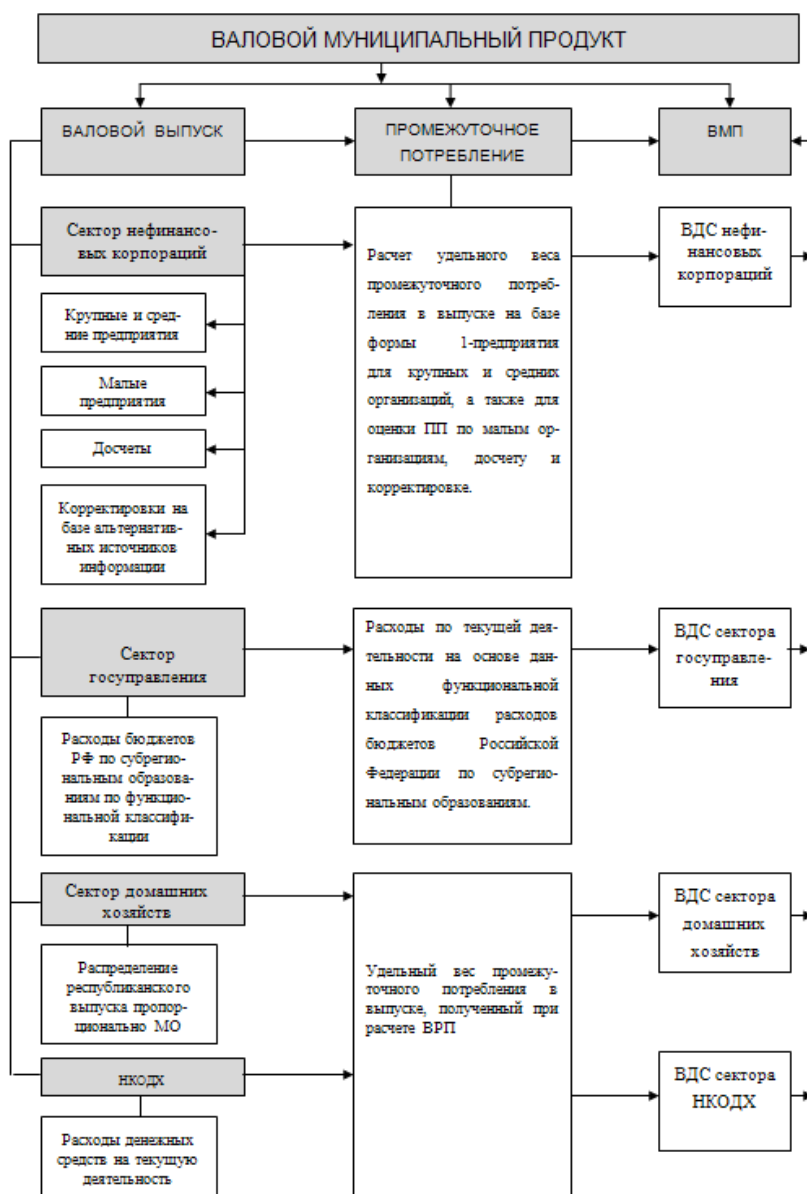 ВАЛОВОЙ МУНИЦИПАЛЬНЫЙ ПРОДУКТ
ВАЛОВОЙ ВЫПУСК
ПРОМЕЖУТОЧНОЕ
ПОТРЕБЛЕНИЕ
ВМП
Сектор нефинансо-
вых корпораций
Крупные и сред-
ние предприятия
Малые
предприятия
Досчеты
Корректировки на
базе альтернатив-
ных источников
информации
Расчет удельного веса
промежуточного потреб-
ления в выпуске на базе
формы 1-предприятия
для крупных и средних
организаций, а также для
оценки ПП по малым ор-
ганизациям, досчету и
корректировке.
ВДС нефи-
нансовых
корпораций
Сектор
госуправления
Расходы бюджетов
РФ по субрегио-
нальным образова-
ниям по функцио-
нальной классифи-
кации
Расходы по текущей дея-
тельности на основе дан-
ных функциональной
классификации расходов
бюджетов Российской
Федерации по субрегио-
нальным образованиям.
ВДС сектора
госуправле-
ния
Сектор домашних
хозяйств
Распределение
республиканского
выпуска пропор-
ционально МО
НКОДХ
Расходы денежных
средств на текущую
деятельность
Удельный вес промежу-
точного потребления в
выпуске, полученный при
расчете ВРП
ВДС сектора
домашних
хозяйств
ВДС сектора
НКОДХ